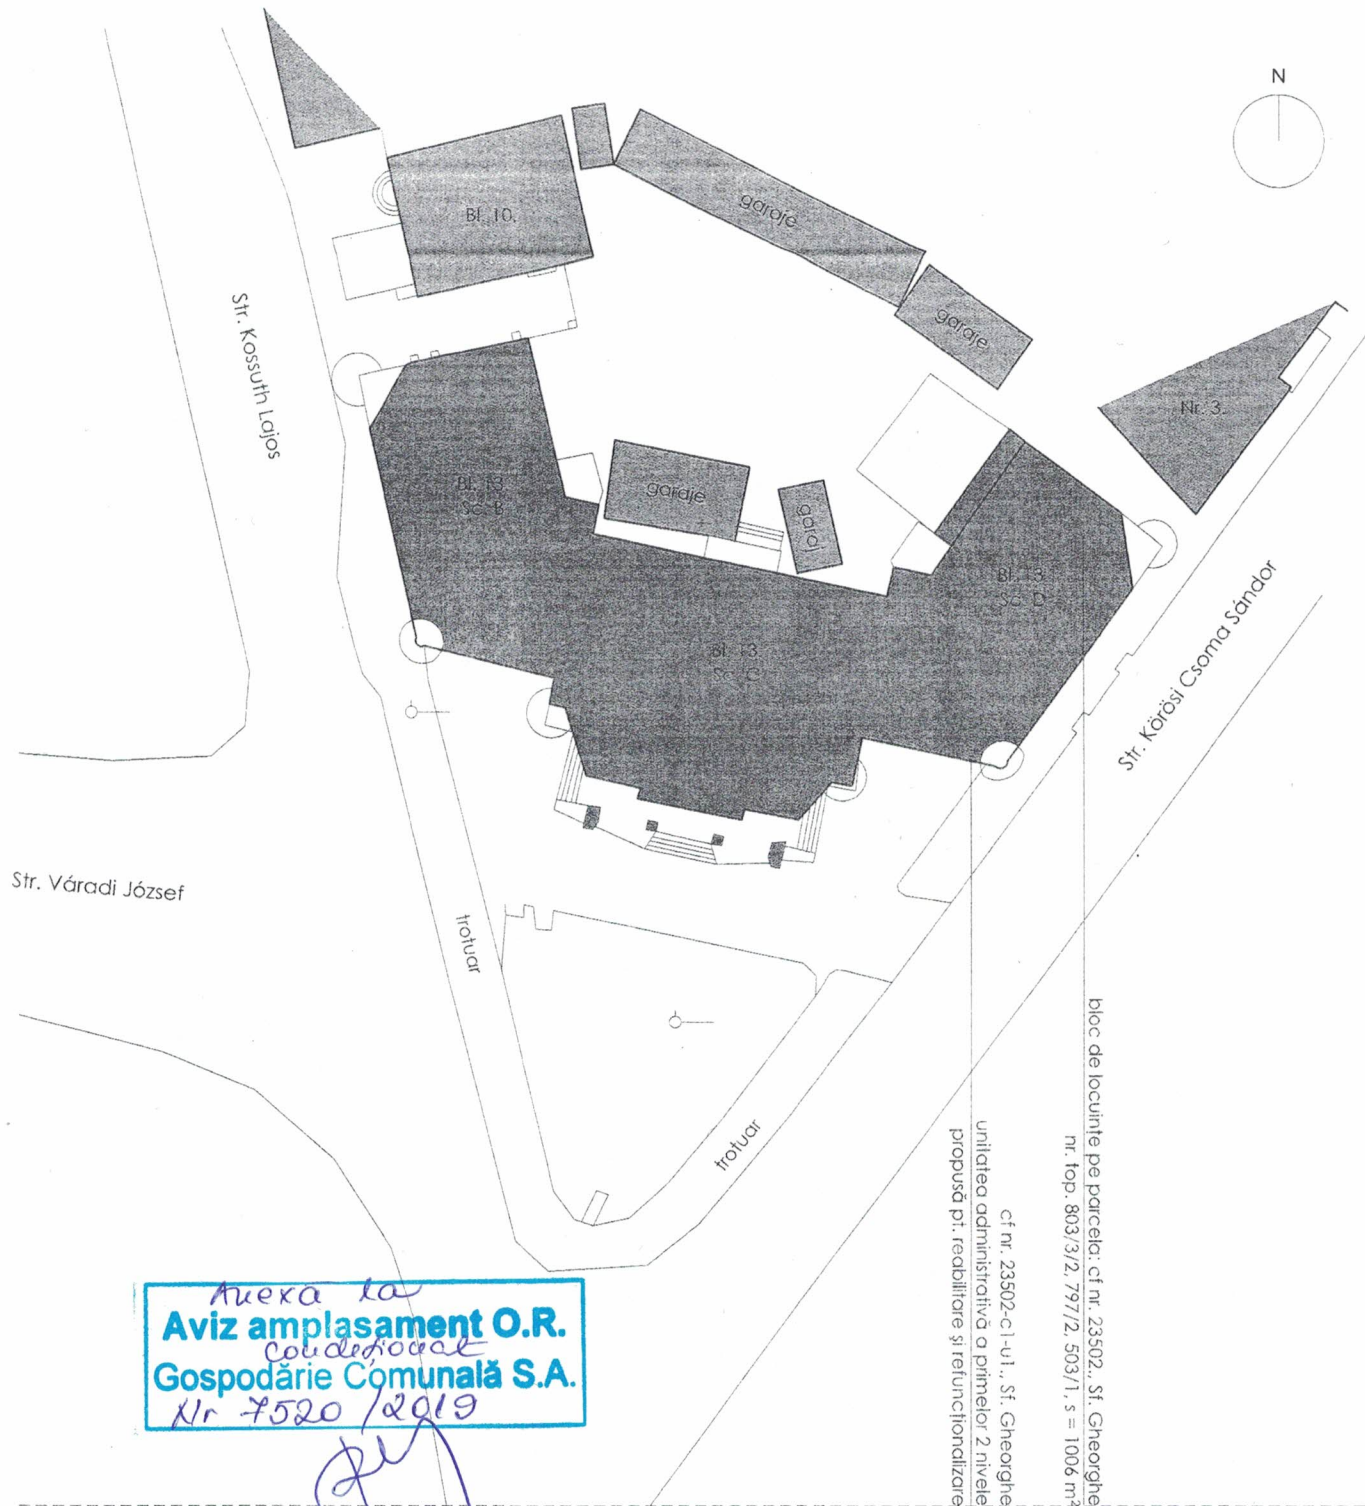 N
Bl. 10.
garaje
garaje
Str. Kossuth Lajos
Nr. 3.
Bl. 13
Sc. B
garaje
garaj
Bl. 13
Sc. D
Bl. 13
Sc. C
Str. Körösi Csoma Sándor
Str. Váradi József
trotuar
trotuar
bloc de locuințe pe parcela: cf nr. 23502., Sf. Gheorghe
nr. top. 803/3/2, 797/2, 503/1, s = 1006 m²
cf nr. 23502-c1-u1., Sf. Gheorghe
unitatea administrativă a primelor 2 nivele
propusă pt. reabilitare și refuncționalizare
Anexa la
Aviz amplasament O.R.
condiționat
Gospodărie Comunală S.A.
Nr 7520 /2019